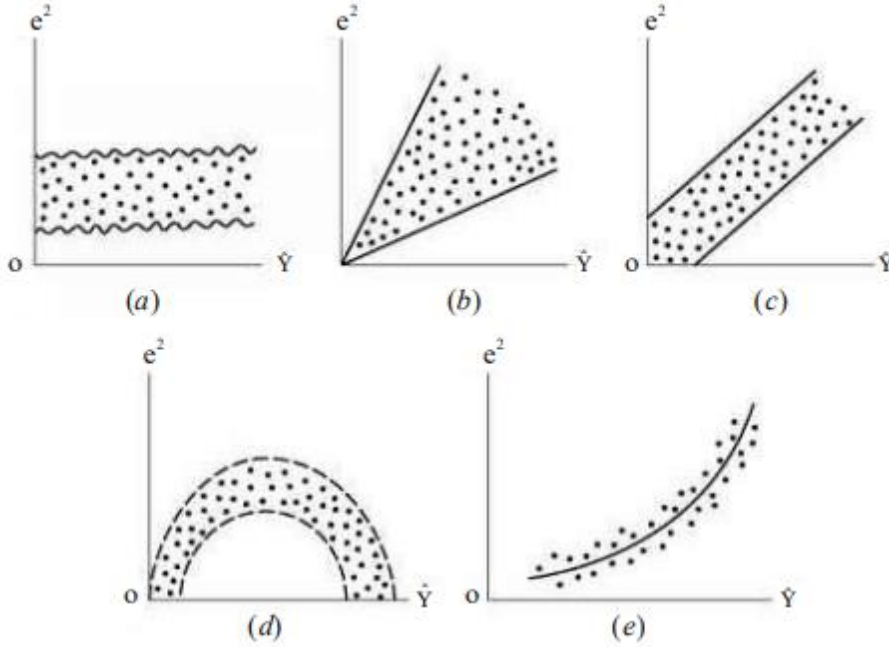 e² e² e²
o Ŷ o Ŷ o Ŷ
(a) (b) (c)
e² e²
o Ŷ o Ŷ
(d) (e)